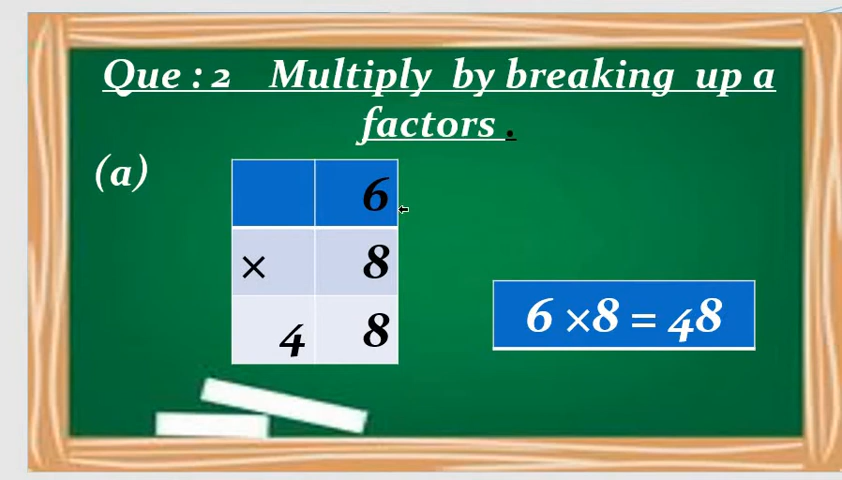 Que : 2 Multiply by breaking up a
factors .
(a)
6
× 8
4 8
6 ×8 = 48